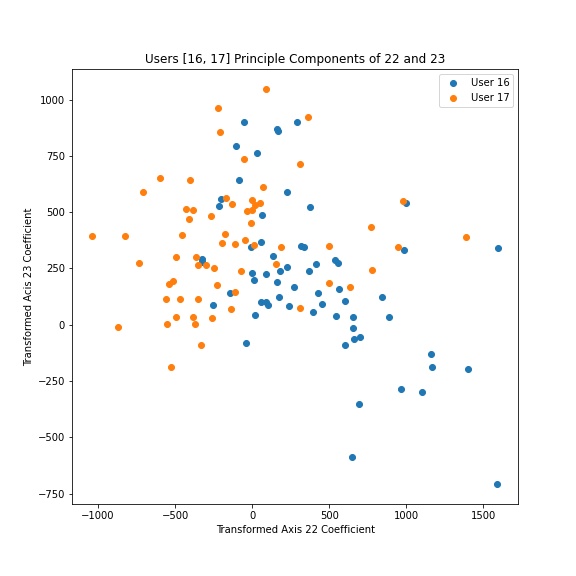 Users [16, 17] Principle Components of 22 and 23
User 16
User 17
1000
750
500
250
0
−250
−500
−750
Transformed Acis 23 Coefficient
−1000
−500
0
500
1000
1500
Transformed Axis 22 Coefficient